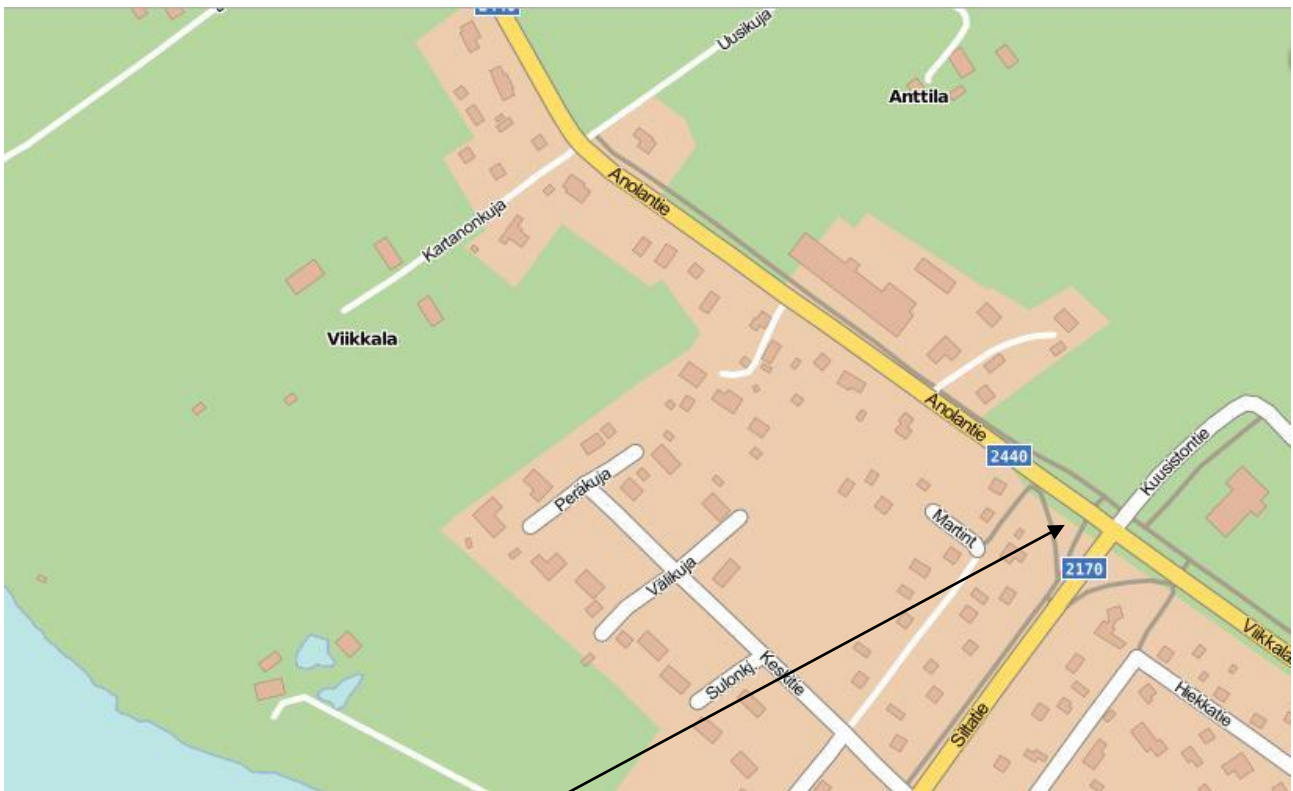 Uusikuja
Anttila
Anolantie
Kartanonkuja
Viikkala
Anolantie
2440
Kuusistontie
Peräkuja
Martint
Välikuja
2170
Viikkala
Sulonkj.
Keskitie
Hiekkatie
Siltatie